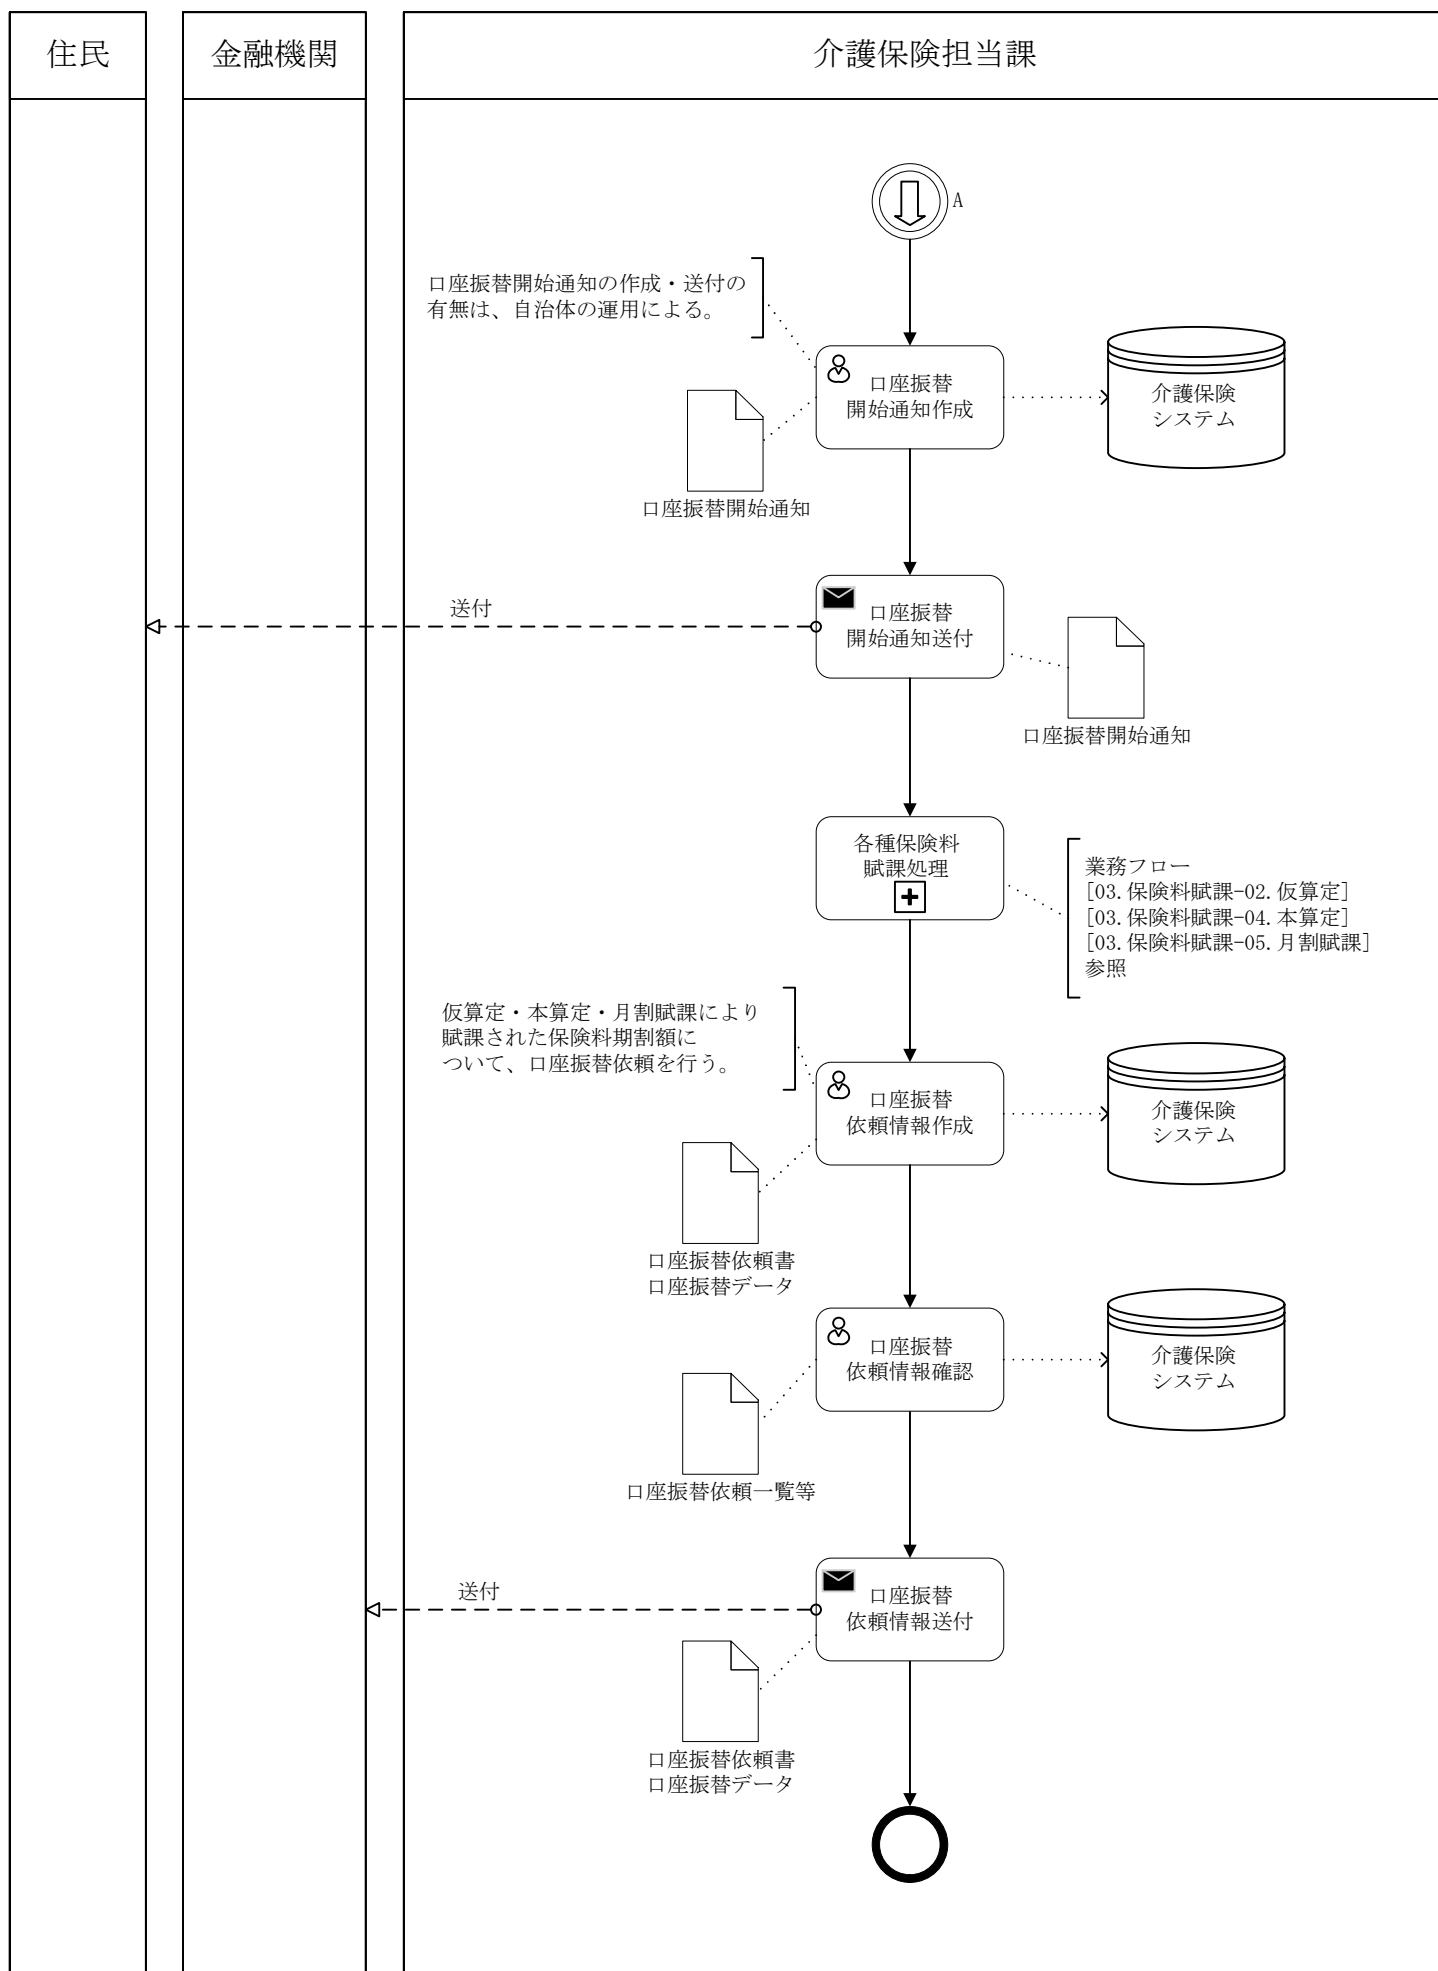 住民
金融機関
介護保険担当課
A
口座振替開始通知の作成・送付の
有無は、自治体の運用による。
口座振替
開始通知作成
介護保険
システム
口座振替開始通知
送付
口座振替
開始通知送付
口座振替開始通知
各種保険料
賦課処理
業務フロー
[03.保険料賦課-02.仮算定]
[03.保険料賦課-04.本算定]
[03.保険料賦課-05.月割賦課]
参照
仮算定・本算定・月割賦課により
賦課された保険料期割額に
ついて、口座振替依頼を行う。
口座振替
依頼情報作成
介護保険
システム
口座振替依頼書
口座振替データ
口座振替
依頼情報確認
介護保険
システム
口座振替依頼一覧等
送付
口座振替
依頼情報送付
口座振替依頼書
口座振替データ